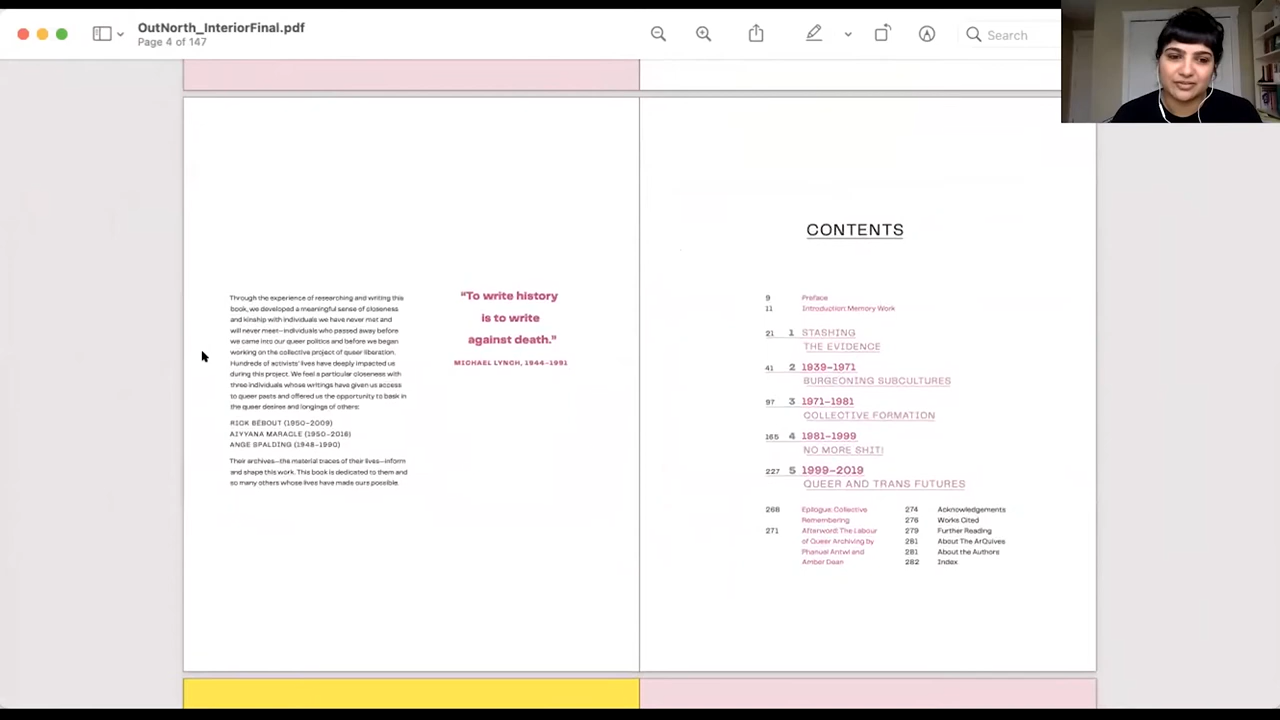 OutNorth_InteriorFinal.pdf
Page 4 of 147
Search
Through the experience of researching and writing this
book, we developed a meaningful sense of closeness
and kinship with individuals we have never met and
will never meet—individuals who passed away before
we came into our queer politics and before we began
working on the collective project of queer liberation.
Hundreds of activists' lives have deeply impacted us
during this project. We feel a particular closeness with
three individuals whose writings have given us access
to queer pasts and offered us the opportunity to bask in
the queer desires and longings of others:
RICK BÉBOUT (1950–2009)
AIYYANA MARACLE (1950–2016)
ANGE SPALDING (1948–1990)
Their archives—the material traces of their lives—inform
and shape this work. This book is dedicated to them and
so many others whose lives have made ours possible.
"To write history
is to write
against death."
MICHAEL LYNCH, 1944–1991
CONTENTS
9 Preface
11 Introduction: Memory Work
21 1 STASHING
THE EVIDENCE
41 2 1939–1971
BURGEONING SUBCULTURES
97 3 1971–1981
COLLECTIVE FORMATION
165 4 1981–1999
NO MORE SHIT!
227 5 1999–2019
QUEER AND TRANS FUTURES
268 Epilogue: Collective
Remembering
271 Afterword: The Labour
of Queer Archiving by
Phanuel Antwi and
Amber Dean
274 Acknowledgements
276 Works Cited
279 Further Reading
281 About The ArQuives
281 About the Authors
282 Index